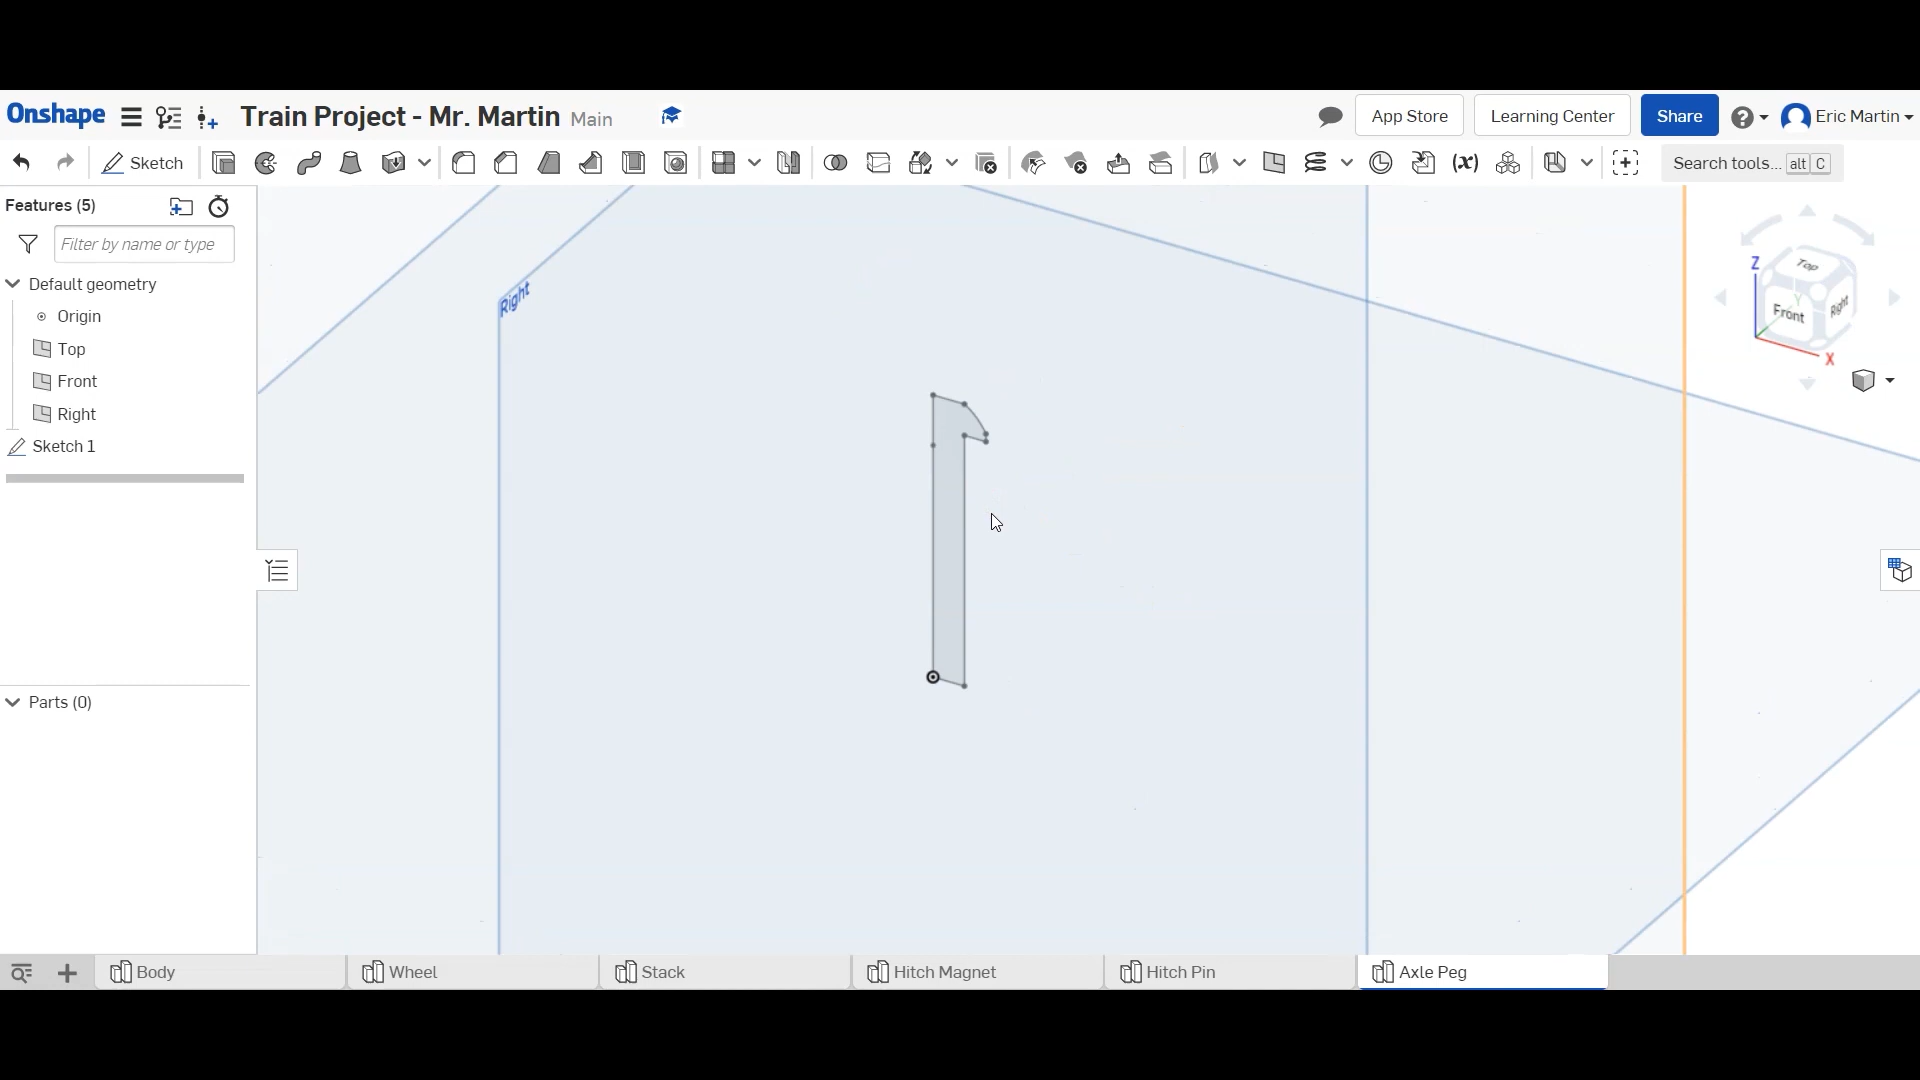 Onshape Train Project - Mr. Martin Main App Store Learning Center Share Eric Martin
Sketch (x) Search tools... alt C
Features (5)
Filter by name or type
Default geometry
Origin
Top
Front
Right
Sketch 1
Parts (0)
Right
Z
Top
Y
Front
Right
X
Body Wheel Stack Hitch Magnet Hitch Pin Axle Peg